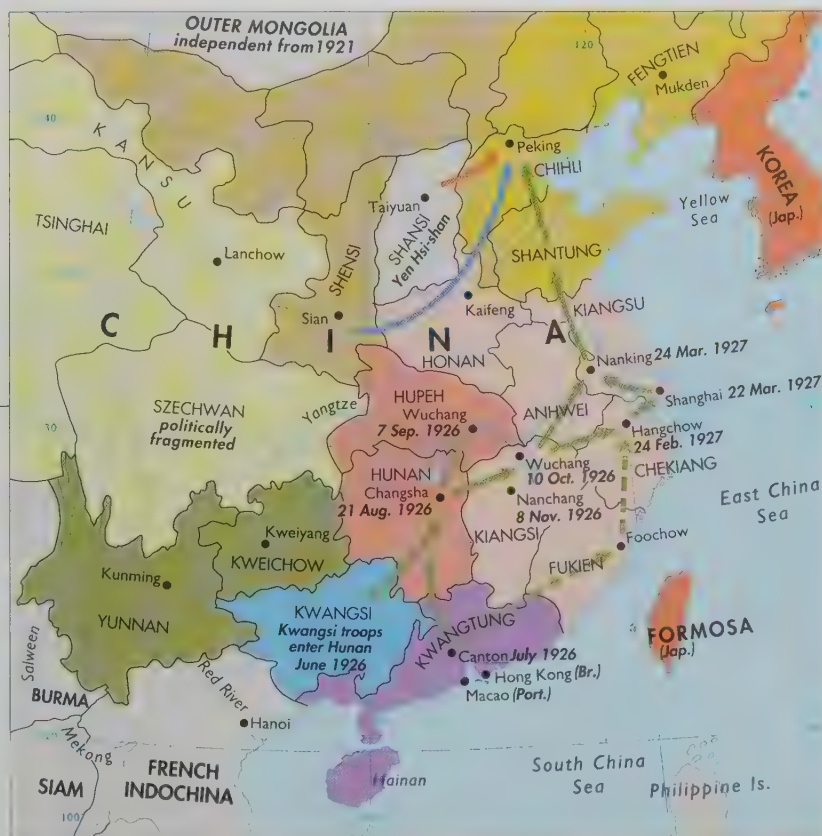 OUTER MONGOLIA
independent from 1921
120
FENGTIEN
Mukden
40
KANSU
Peking
CHIHLI
KOREA
(Jap.)
Taiyuan
SHANSI
Yen Hsi-shan
Yellow
Sea
TSINGHAI
Lanchow
SHENSI
SHANTUNG
Sian
Kaifeng
KIANGSU
C H I N A
HONAN
Nanking 24 Mar. 1927
Shanghai 22 Mar. 1927
SZECHWAN
politically
fragmented
Yangtze
HUPEH
Wuchang
7 Sep. 1926
ANHWEI
Hangchow
24 Feb. 1927
30
Wuchang
10 Oct. 1926
CHEKIANG
HUNAN
Changsha
21 Aug. 1926
Nanchang
8 Nov. 1926
KIANGSI
East China
Sea
Kweiyang
KWEICHOW
Foochow
FUKIEN
Kunming
YUNNAN
KWANGSI
Kwangsi troops
enter Hunan
June 1926
KWANGTUNG
Canton July 1926
Hong Kong (Br.)
Macao (Port.)
FORMOSA
(Jap.)
Salween
BURMA
Red River
Hanoi
Mekong
FRENCH
INDOCHINA
SIAM
Hainan
South China
Sea
Philippine Is.
100